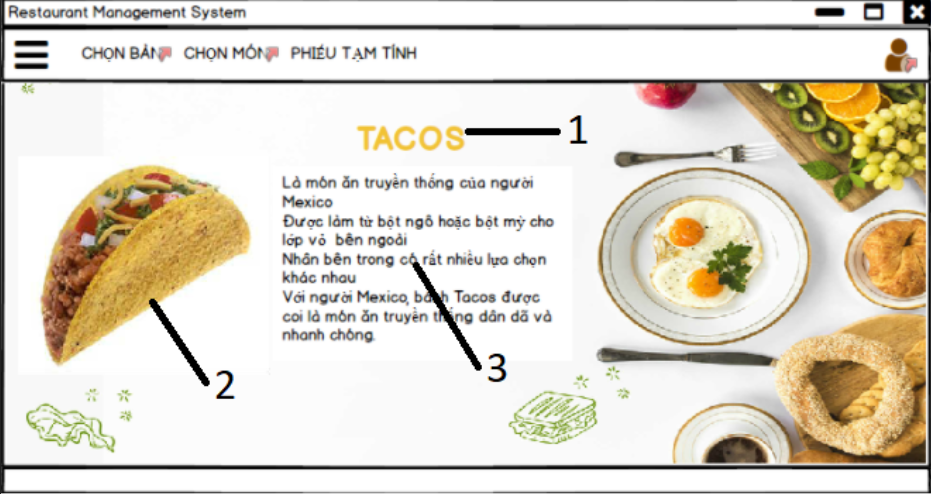 Restaurant Management System
CHỌN BÀN CHỌN MÓN PHIẾU TẠM TÍNH
TACOS
1
Là món ăn truyền thống của người
Mexico
Được làm từ bột ngô hoặc bột mỳ cho
lớp vỏ bên ngoài
Nhân bên trong có rất nhiều lựa chọn
khác nhau
Với người Mexico, bánh Tacos được
coi là món ăn truyền thống dân dã và
nhanh chóng.
2
3